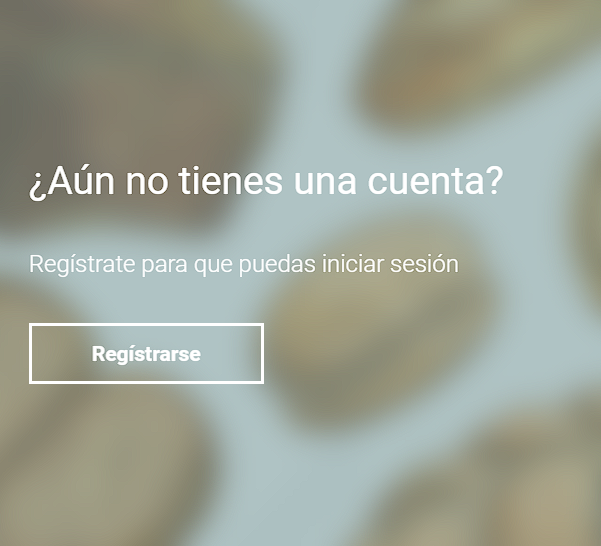 ¿Aún no tienes una cuenta?
Regístrate para que puedas iniciar sesión
Regístrarse